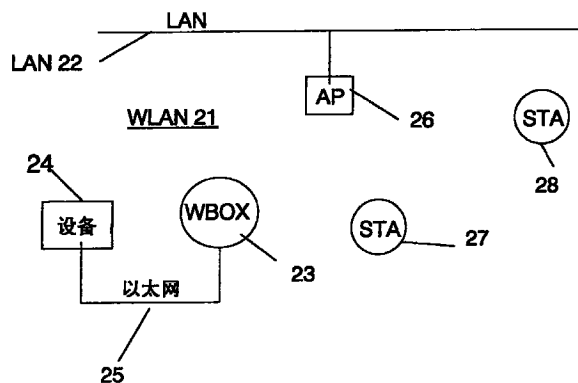 LAN
LAN 22
AP
26
WLAN 21
STA
28
24
设备
WBOX
23
STA
27
以太网
25